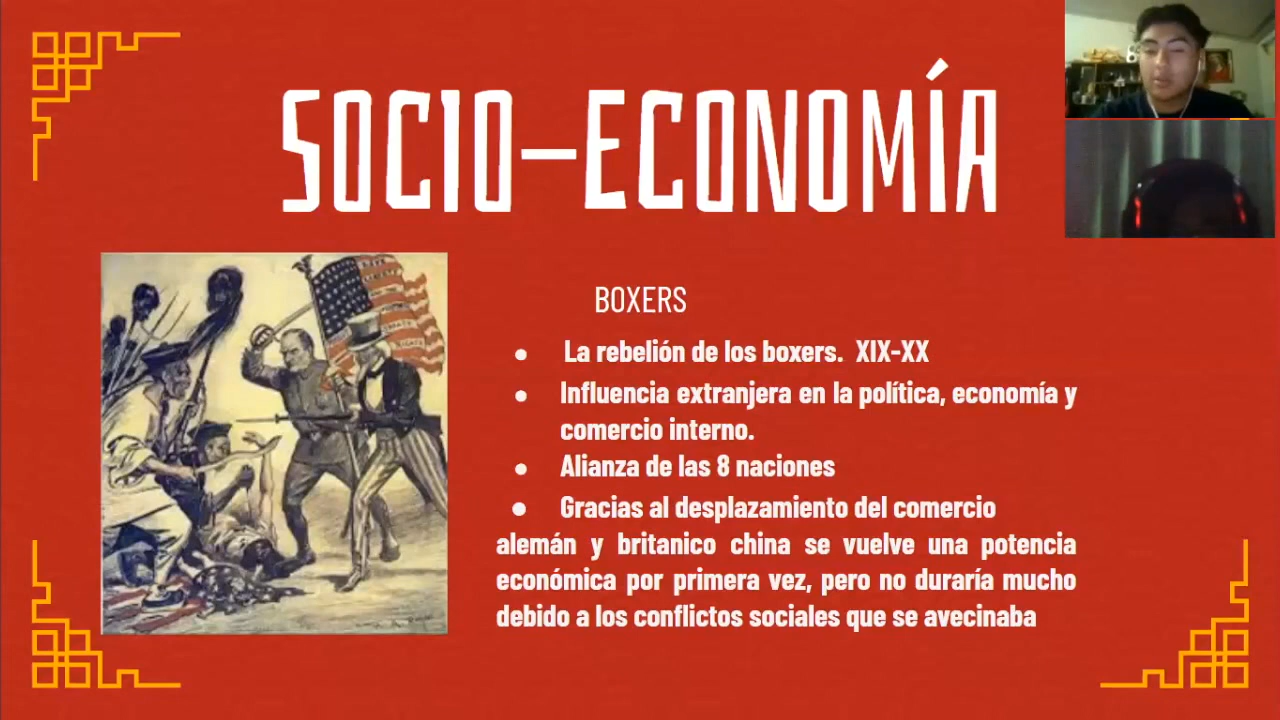 SOCIO-ECONOMÍA
BOXERS
● La rebelión de los boxers. XIX-XX
● Influencia extranjera en la política, economía y
comercio interno.
● Alianza de las 8 naciones
● Gracias al desplazamiento del comercio
alemán y britanico china se vuelve una potencia
económica por primera vez, pero no duraría mucho
debido a los conflictos sociales que se avecinaba